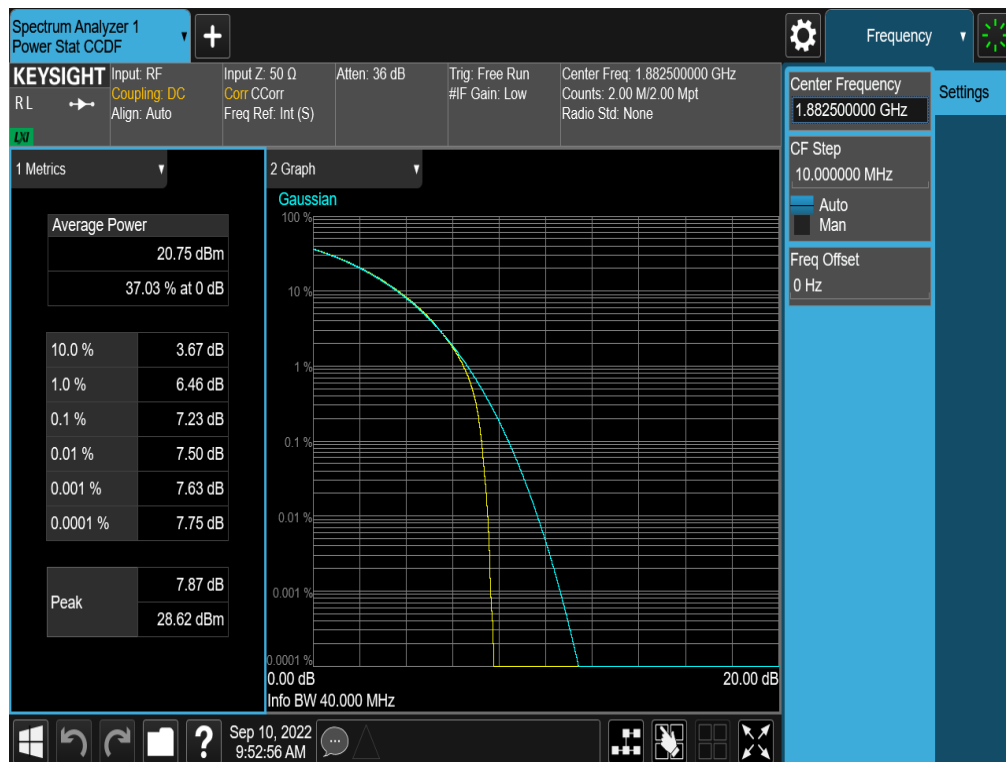 Spectrum Analyzer 1
Power Stat CCDF
Frequency
KEYSIGHT
RL
LXI
Input: RF
Coupling: DC
Align: Auto
Input Z: 50 Ω
Corr CCorr
Freq Ref: Int (S)
Atten: 36 dB
Trig: Free Run
#IF Gain: Low
Center Freq: 1.882500000 GHz
Counts: 2.00 M/2.00 Mpt
Radio Std: None
Center Frequency
1.882500000 GHz
Settings
CF Step
10.000000 MHz
Auto
Man
Freq Offset
0 Hz
1 Metrics
Average Power
20.75 dBm
37.03 % at 0 dB
10.0 % 3.67 dB
1.0 % 6.46 dB
0.1 % 7.23 dB
0.01 % 7.50 dB
0.001 % 7.63 dB
0.0001 % 7.75 dB
Peak
7.87 dB
28.62 dBm
2 Graph
Gaussian
100 %
10 %
1 %
0.1 %
0.01 %
0.001 %
0.0001 %
0.00 dB 20.00 dB
Info BW 40.000 MHz
Sep 10, 2022
9:52:56 AM